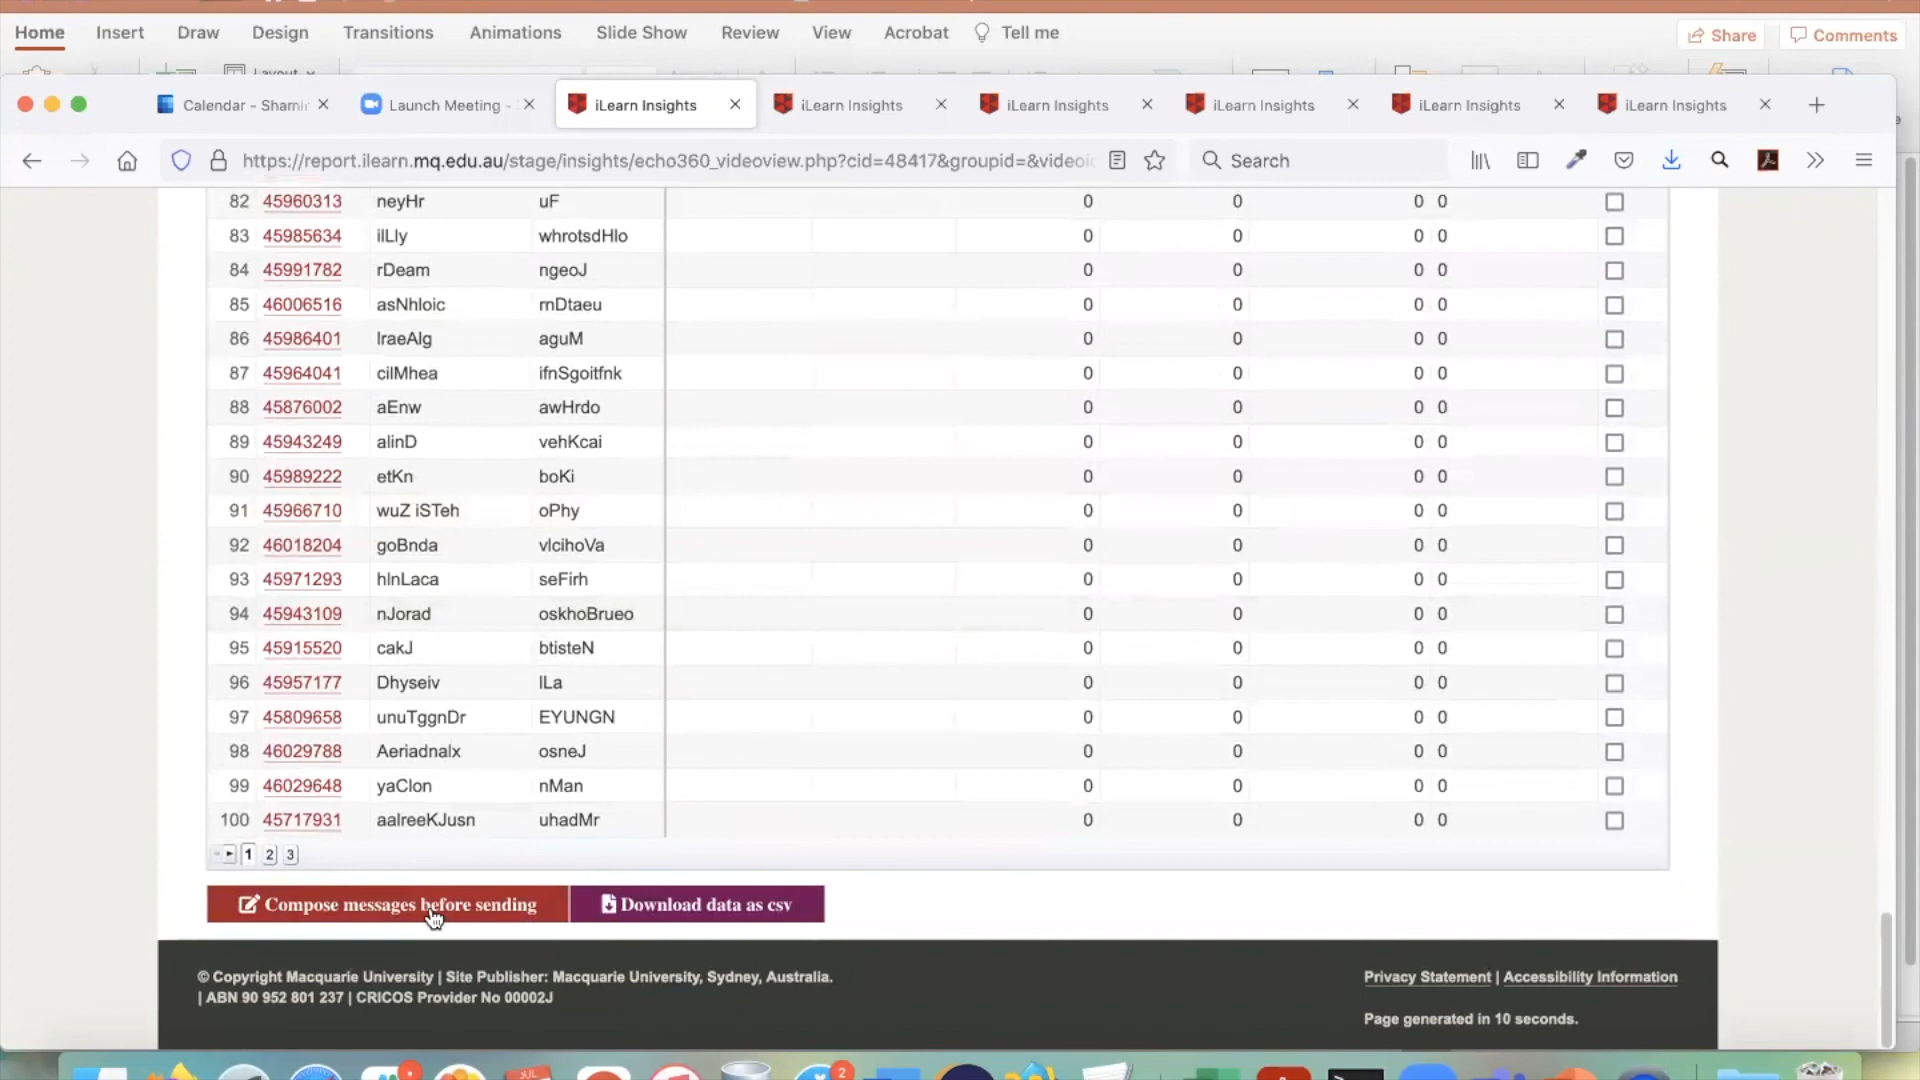 Home Insert Draw Design Transitions Animations Slide Show Review View Acrobat Tell me Share Comments
Calendar - Shami Launch Meeting - iLearn Insights iLearn Insights iLearn Insights iLearn Insights iLearn Insights iLearn Insights
https://report.ilearn.mq.edu.au/stage/insights/echo360_videoview.php?cid=48417&groupid=&videoi Search
82 45960313 neyHr uF 0 0 0 0
83 45985634 ilLly whrotsdHlo 0 0 0 0
84 45991782 rDeam ngeoJ 0 0 0 0
85 46006516 asNhloic rnDtaeu 0 0 0 0
86 45986401 lraeAlg aguM 0 0 0 0
87 45964041 cilMhea ifnSgoitfnk 0 0 0 0
88 45876002 aEnw awHrdo 0 0 0 0
89 45943249 alinD vehKcai 0 0 0 0
90 45989222 etKn boKi 0 0 0 0
91 45966710 wuZ iSTeh oPhy 0 0 0 0
92 46018204 goBnda vlcihoVa 0 0 0 0
93 45971293 hlnLaca seFirh 0 0 0 0
94 45943109 nJorad oskhoBrueo 0 0 0 0
95 45915520 cakJ btisteN 0 0 0 0
96 45957177 Dhyseiv lLa 0 0 0 0
97 45809658 unuTggnDr EYUNGN 0 0 0 0
98 46029788 Aeriadnalx osneJ 0 0 0 0
99 46029648 yaClon nMan 0 0 0 0
100 45717931 aalreeKJusn uhadMr 0 0 0 0
1 2 3
Compose messages before sending Download data as csv
© Copyright Macquarie University | Site Publisher: Macquarie University, Sydney, Australia.
| ABN 90 952 801 237 | CRICOS Provider No 00002J
Privacy Statement | Accessibility Information
Page generated in 10 seconds.
JUL
2